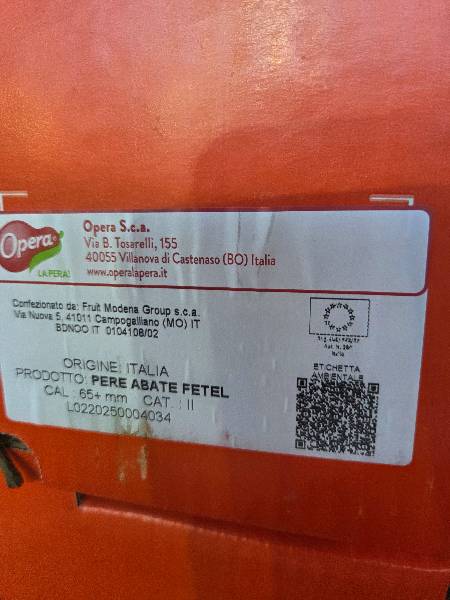 Opera
LA PERA!
Opera S.c.a.
Via B. Tosarelli, 155
40055 Villanova di Castenaso (BO) Italia
www.operalapera.it
Confezionato da: Fruit Modena Group s.c.a.
Via Nuova 5, 41011 Campogalliano (MO) IT
BDNOO IT 0104108/02
ORIGINE: ITALIA
PRODOTTO: PERE ABATE FETEL
CAL : 65+ mm CAT. : II
L0220250004034
Italia
ETICHETTA
AMBIENTALE